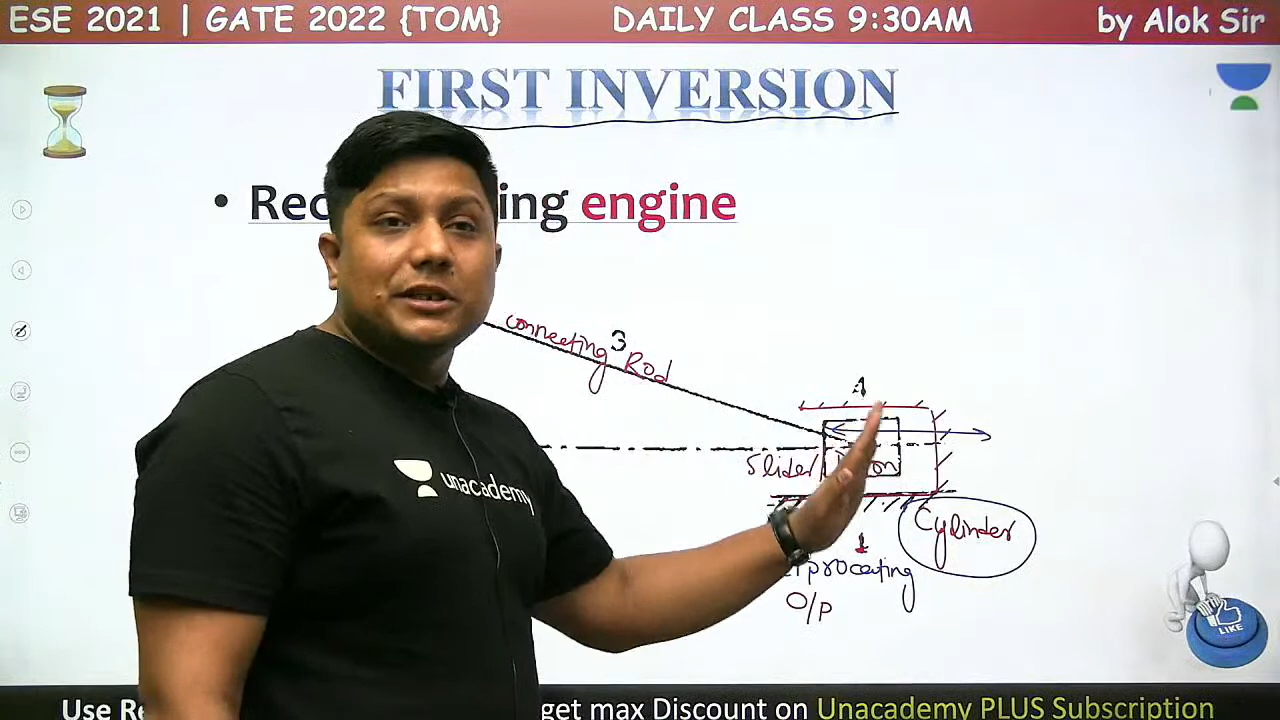 ESE 2021 | GATE 2022 {TOM} DAILY CLASS 9:30AM by Alok Sir
FIRST INVERSION
• Rec ing engine
connecting Rod
3
4
Slider
Cylinder
1
O/P
LIKE
unacademy
Use Re get max Discount on Unacademy PLUS Subscription